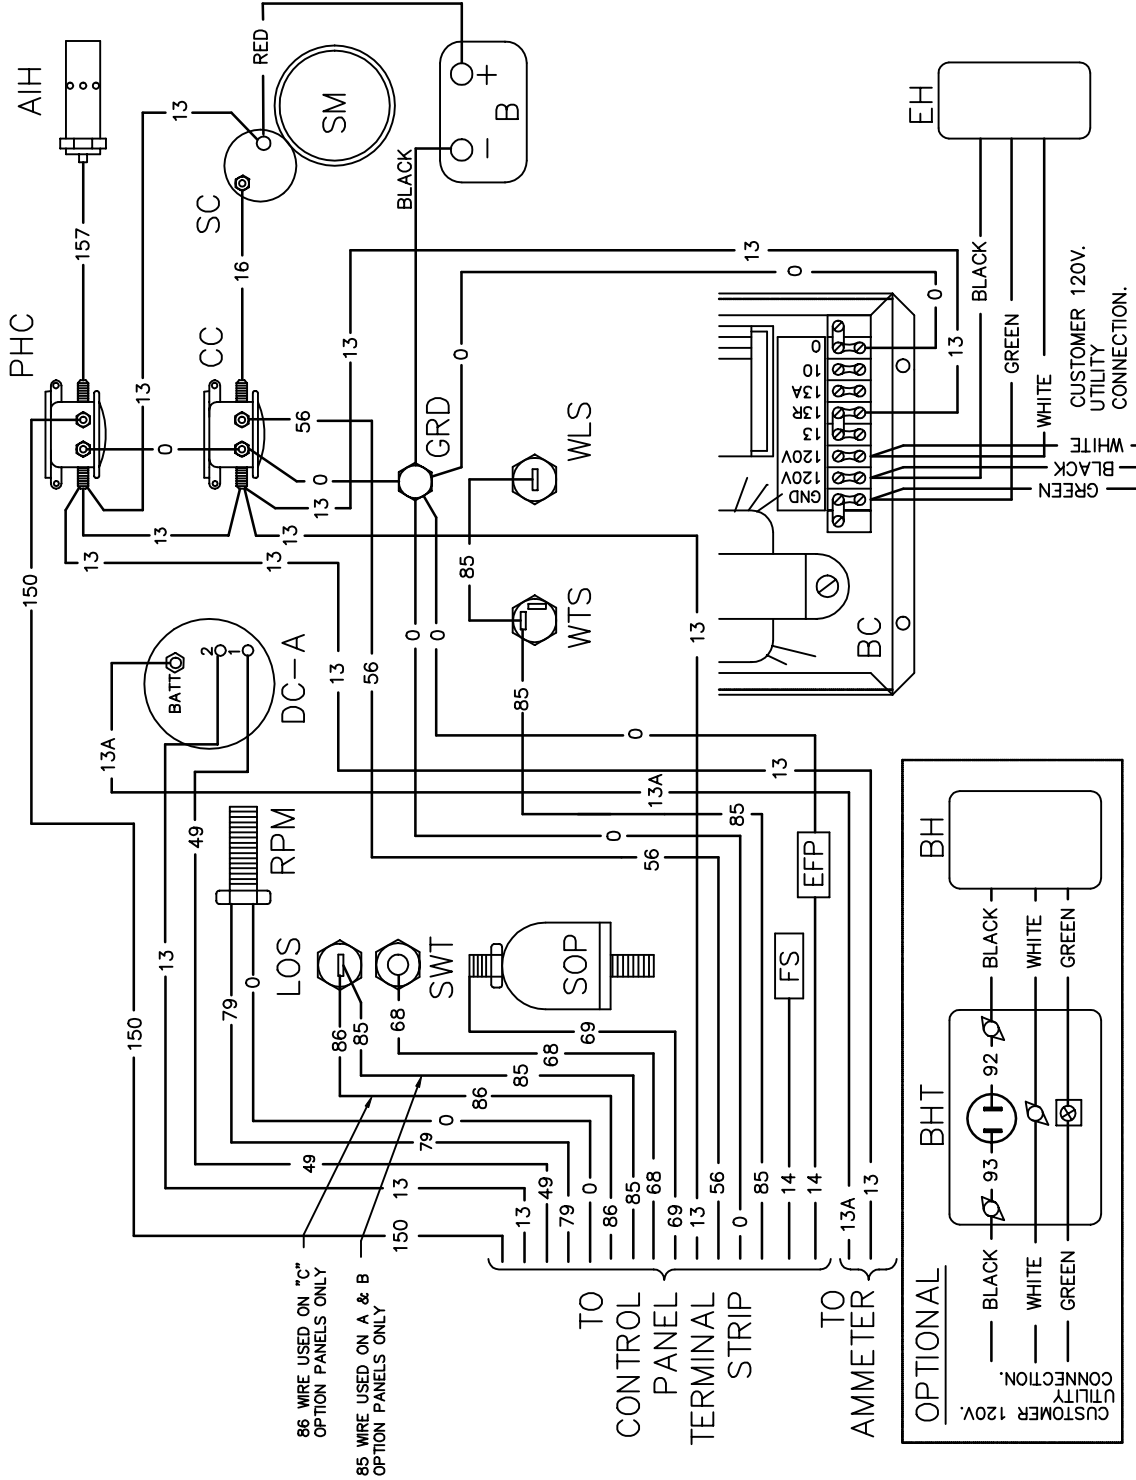 AIH
157
PHC
13
13
RED
SM
SC
16
CC
+
−
B
BLACK
EH
BLACK
GREEN
WHITE
CUSTOMER 120V.
UTILITY
CONNECTION.
WHITE
BLACK
GREEN
150
0
56
0
13
13
13
13
13
13
13
0
0
0
13
GRD
WLS
85
WTS
85
0
10
13A
13R
13
120V
120V
GND
BC
BATT
2
1
DC-A
13A
13
56
0
0
13
0
13
13A
85
0
56
49
RPM
13
79
0
150
LOS
SWT
SOP
FS
EFP
86
85
68
69
68
85
86
0
79
49
13
150
13
49
79
0
86
85
68
69
13
56
0
85
14
14
13A
13
86 WIRE USED ON "C"
OPTION PANELS ONLY
85 WIRE USED ON A & B
OPTION PANELS ONLY
TO
CONTROL
PANEL
TERMINAL
STRIP
TO
AMMETER
OPTIONAL
BH
BLACK
WHITE
GREEN
BHT
92
93
BLACK
WHITE
GREEN
CUSTOMER 120V.
UTILITY
CONNECTION.